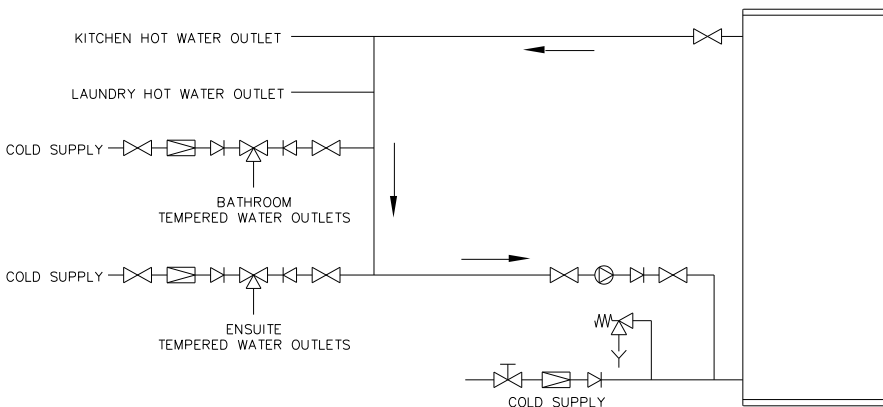 KITCHEN HOT WATER OUTLET
LAUNDRY HOT WATER OUTLET
COLD SUPPLY
BATHROOM
TEMPERED WATER OUTLETS
COLD SUPPLY
ENSUITE
TEMPERED WATER OUTLETS
COLD SUPPLY